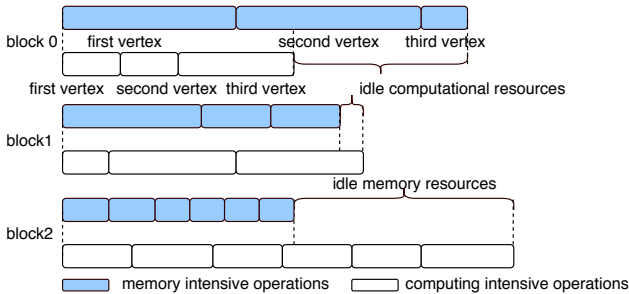 first vertex second vertex third vertex
block 0
first vertex second vertex third vertex idle computational resources
block1
idle memory resources
block2
memory intensive operations computing intensive operations